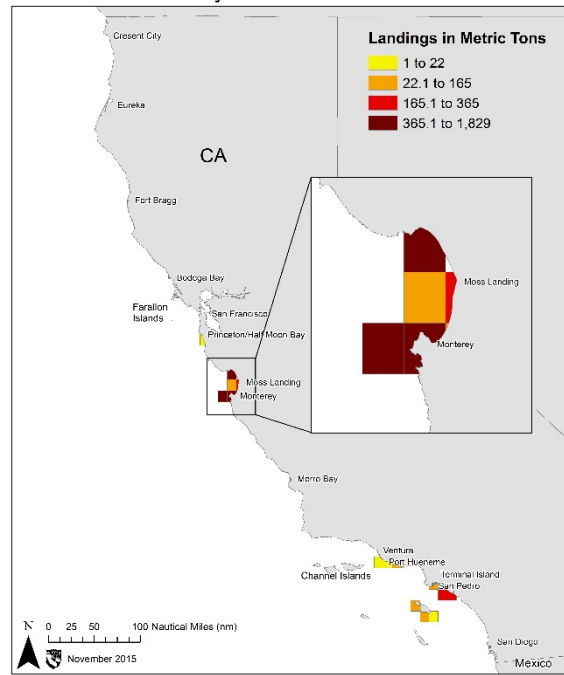 Cresent City
Landings in Metric Tons
1 to 22
22.1 to 165
165.1 to 365
365.1 to 1,829
Eureka
CA
Fort Bragg
Bodega Bay
Farallon
Islands
San Francisco
Princeton/Half Moon Bay
Moss Landing
Monterey
Moss Landing
Monterey
Morro Bay
Ventura
Port Hueneme
Channel Islands
Terminal Island
San Pedro
San Diego
Mexico
N
0 25 50 100 Nautical Miles (nm)
November 2015